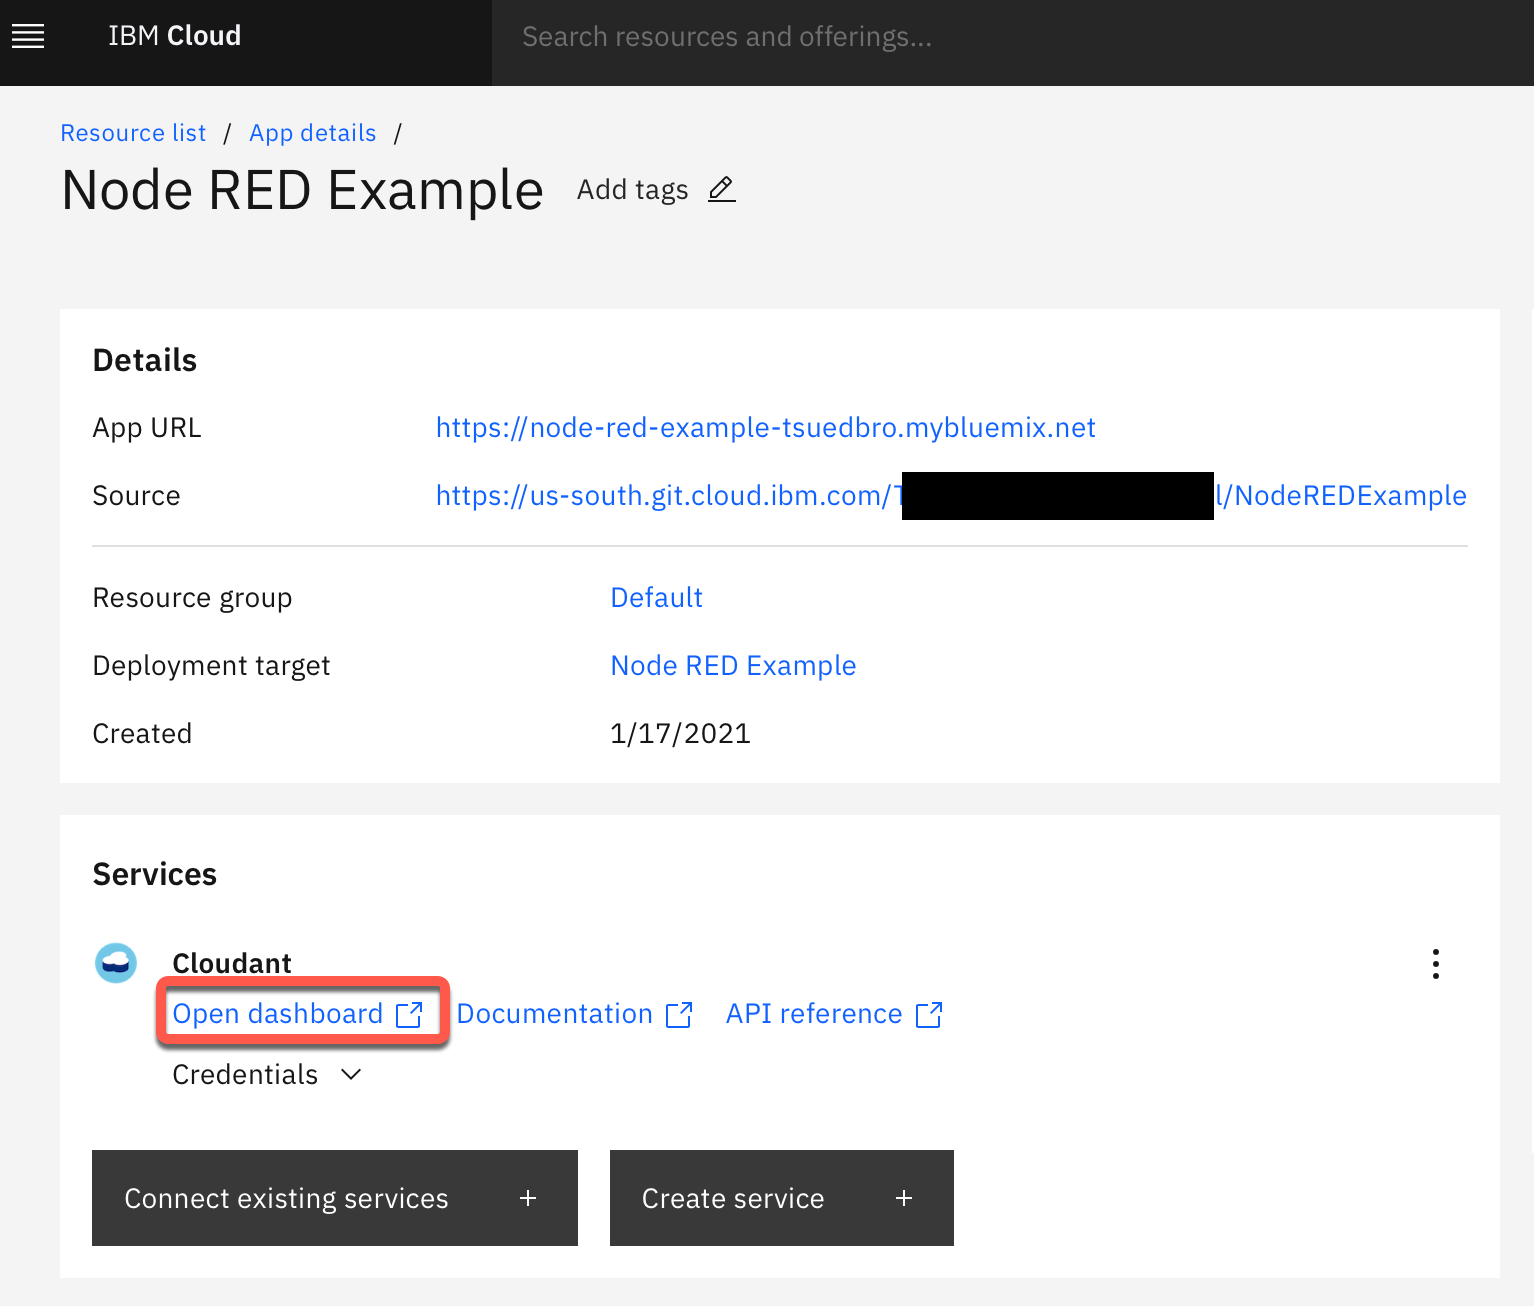 IBM Cloud
Search resources and offerings...
Resource list / App details /
Node RED Example Add tags
Details
App URL https://node-red-example-tsuedbro.mybluemix.net
Source https://us-south.git.cloud.ibm.com/ l/NodeREDExample
Resource group Default
Deployment target Node RED Example
Created 1/17/2021
Services
Cloudant
Open dashboard Documentation API reference
Credentials
Connect existing services +
Create service +